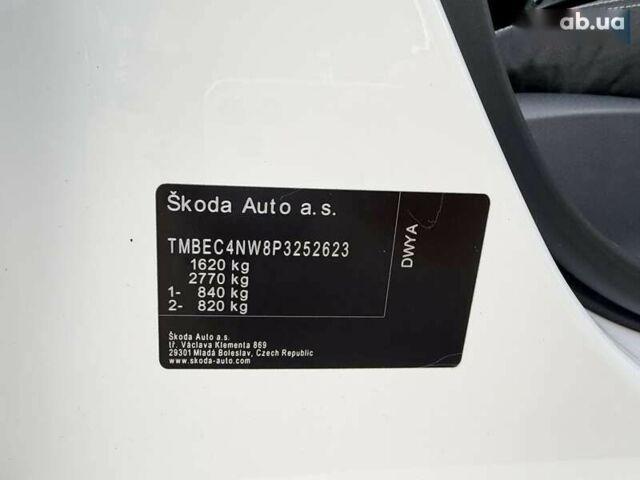 ab.ua
Škoda Auto a.s.
TMBEC4NW8P3252623
1620 kg
2770 kg
1- 840 kg
2- 820 kg
DWYA
Škoda Auto a.s.
tř. Václava Klementa 869
29301 Mladá Boleslav, Czech Republic
www.skoda-auto.com